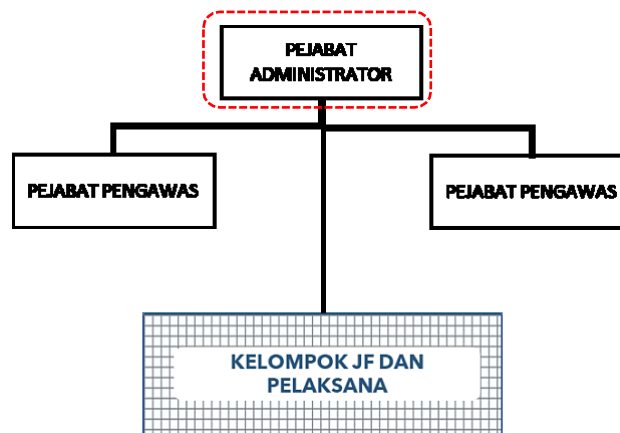 PEJABAT
ADMINISTRATOR
PEJABAT PENGAWAS
PEJABAT PENGAWAS
KELOMPOK JF DAN
PELAKSANA